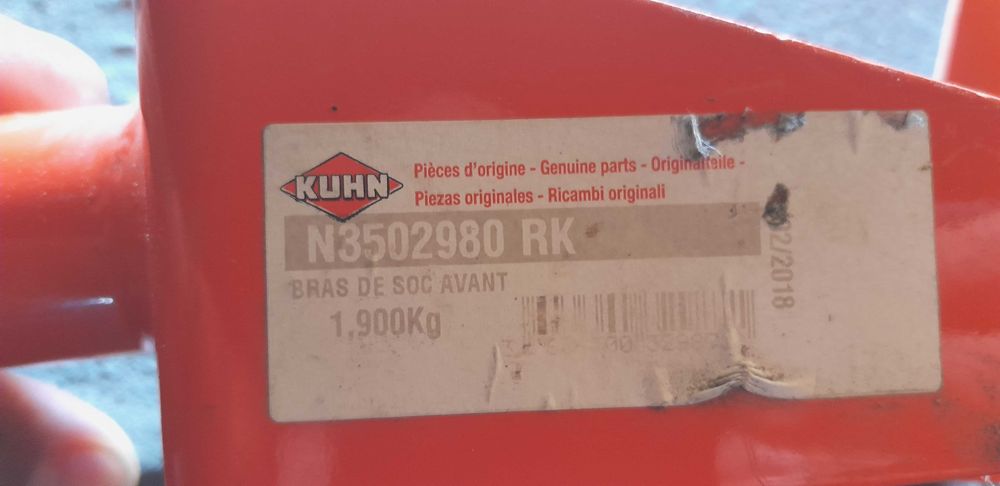 KUHN
Pièces d'origine - Genuine parts - Originalteile -
Piezas originales - Ricambi originali
N3502980 RK
BRAS DE SOC AVANT
1,900Kg
02/2018